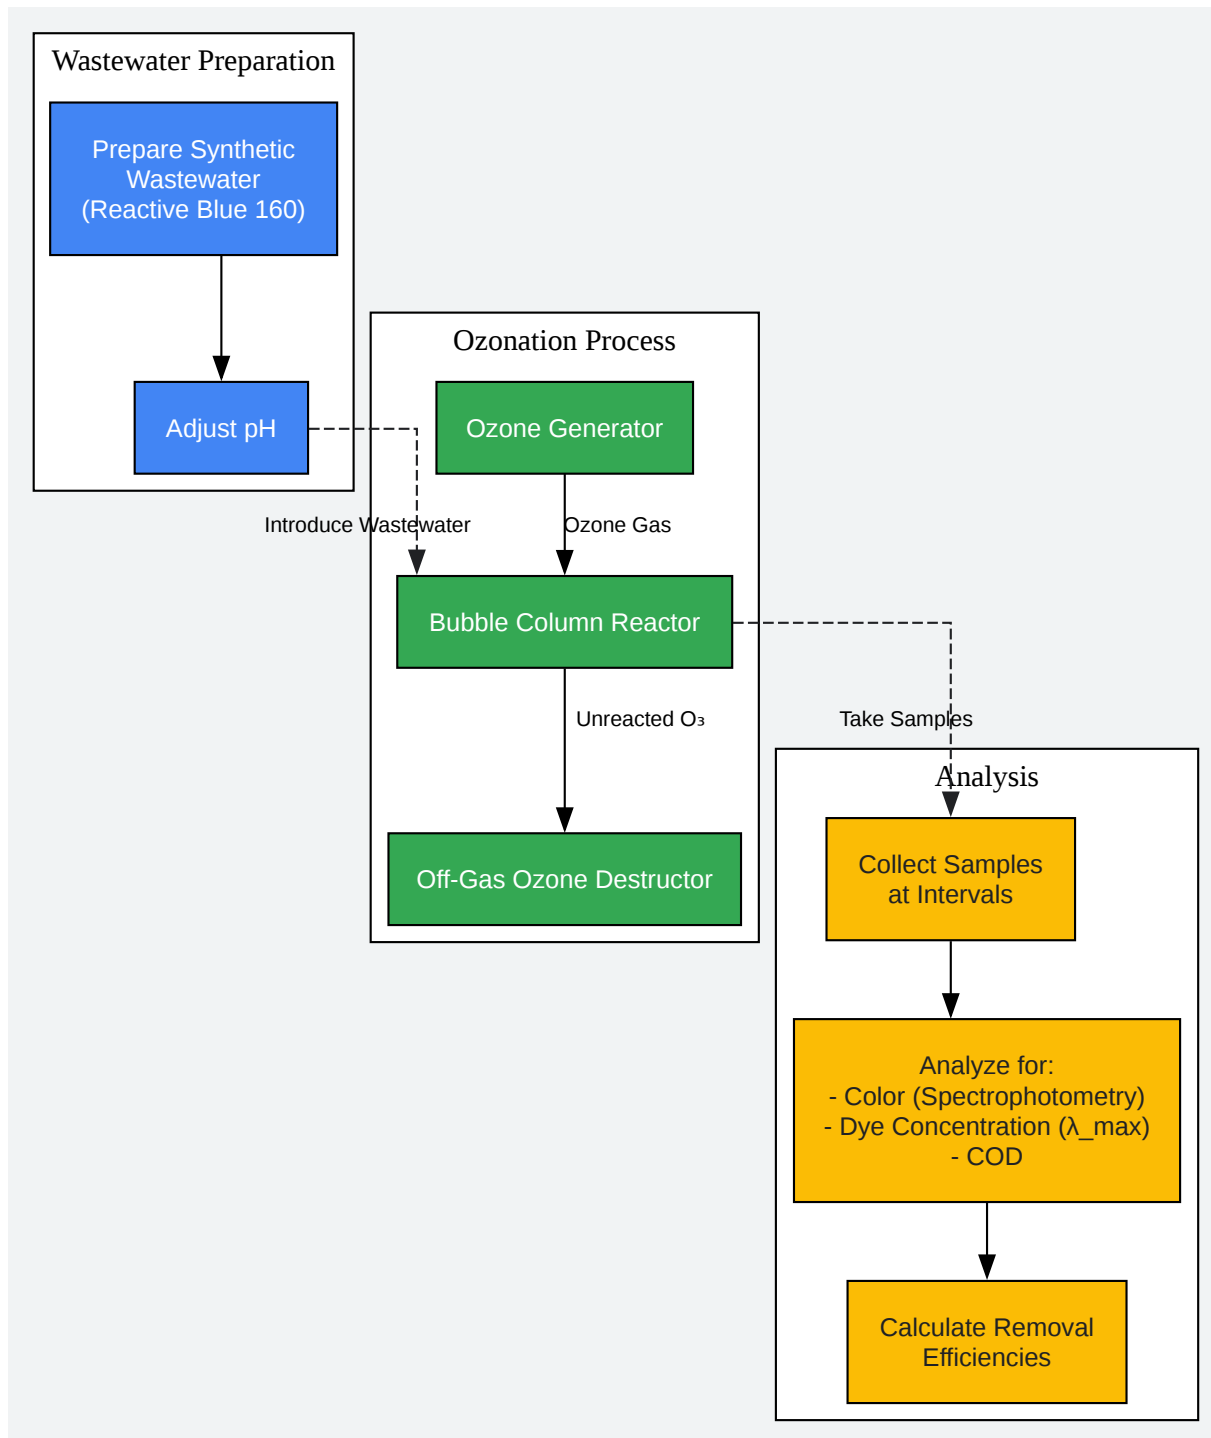 Wastewater Preparation
Prepare Synthetic
Wastewater
(Reactive Blue 160)
Adjust pH
Introduce Wastewater
Ozonation Process
Ozone Generator
Ozone Gas
Bubble Column Reactor
Unreacted O₃
Off-Gas Ozone Destructor
Take Samples
Analysis
Collect Samples
at Intervals
Analyze for:
- Color (Spectrophotometry)
- Dye Concentration (λ_max)
- COD
Calculate Removal
Efficiencies